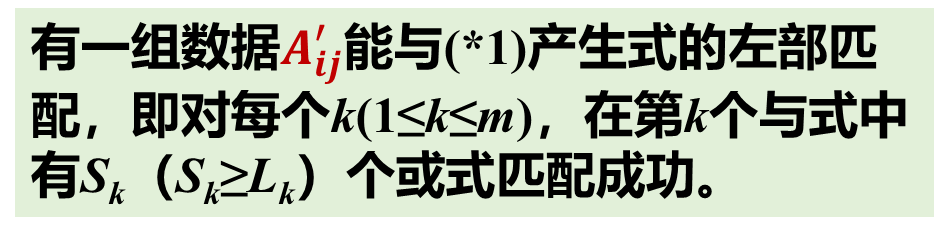 有一组数据A′ij能与(*1)产生式的左部匹
配，即对每个k(1≤k≤m)，在第k个与式中
有Sk（Sk≥Lk）个或式匹配成功。